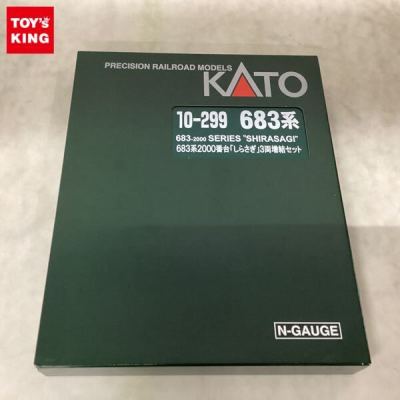 TOY'S
KING
PRECISION RAILROAD MODELS
KATO
10-299 683系
683-2000 SERIES "SHIRASAGI"
683系2000番台「しらさぎ」3両増結セット
N-GAUGE